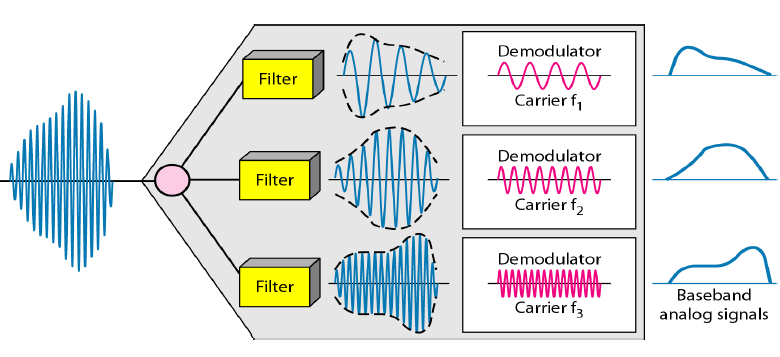 Filter
Demodulator
Carrier f1
Filter
Demodulator
Carrier f2
Filter
Demodulator
Carrier f3
Baseband
analog signals